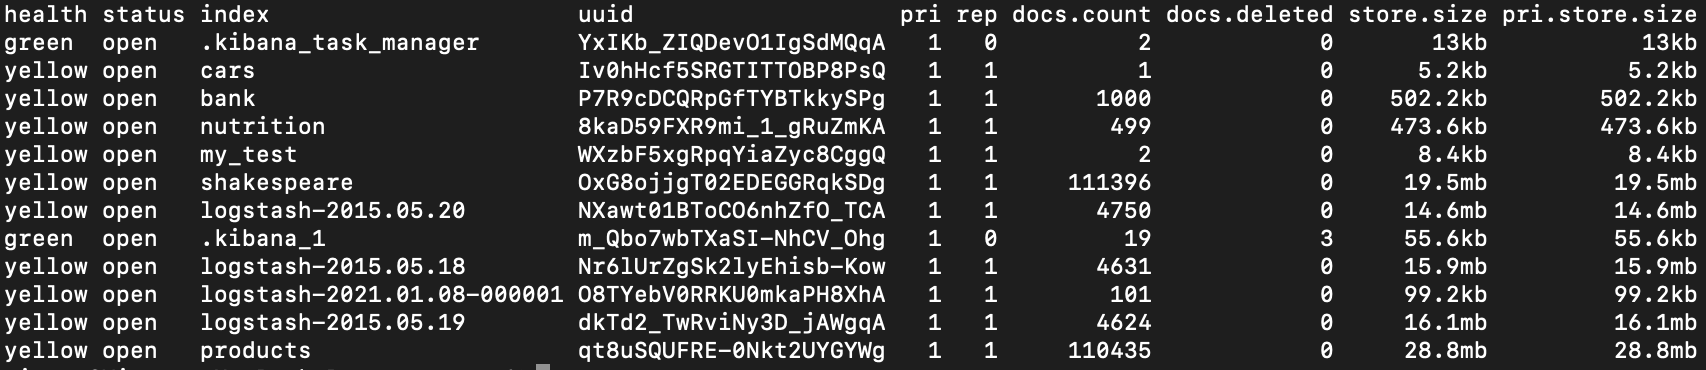 health status index                      uuid                   pri rep docs.count docs.deleted store.size pri.store.size
green  open   .kibana_task_manager       YxIKb_ZIQDevO1IgSdMQqA   1   0          2            0       13kb           13kb
yellow open   cars                       Iv0hHcf5SRGTITTOBP8PsQ   1   1          1            0      5.2kb          5.2kb
yellow open   bank                       P7R9cDCQRpGfTYBTkkySPg   1   1       1000            0    502.2kb        502.2kb
yellow open   nutrition                  8kaD59FXR9mi_1_gRuZmKA   1   1        499            0    473.6kb        473.6kb
yellow open   my_test                    WXzbF5xgRpqYiaZyc8CggQ   1   1          2            0      8.4kb          8.4kb
yellow open   shakespeare                OxG8ojjgT02EDEGGRqkSDg   1   1     111396            0     19.5mb         19.5mb
yellow open   logstash-2015.05.20        NXawt01BToCO6nhZfO_TCA   1   1       4750            0     14.6mb         14.6mb
green  open   .kibana_1                  m_Qbo7wbTXaSI-NhCV_Ohg   1   0         19            3     55.6kb         55.6kb
yellow open   logstash-2015.05.18        Nr6lUrZgSk2lyEhisb-Kow   1   1       4631            0     15.9mb         15.9mb
yellow open   logstash-2021.01.08-000001 O8TYebV0RRKU0mkaPH8XhA   1   1        101            0     99.2kb         99.2kb
yellow open   logstash-2015.05.19        dkTd2_TwRviNy3D_jAWgqA   1   1       4624            0     16.1mb         16.1mb
yellow open   products                   qt8uSQUFRE-0Nkt2UYGYWg   1   1     110435            0     28.8mb         28.8mb